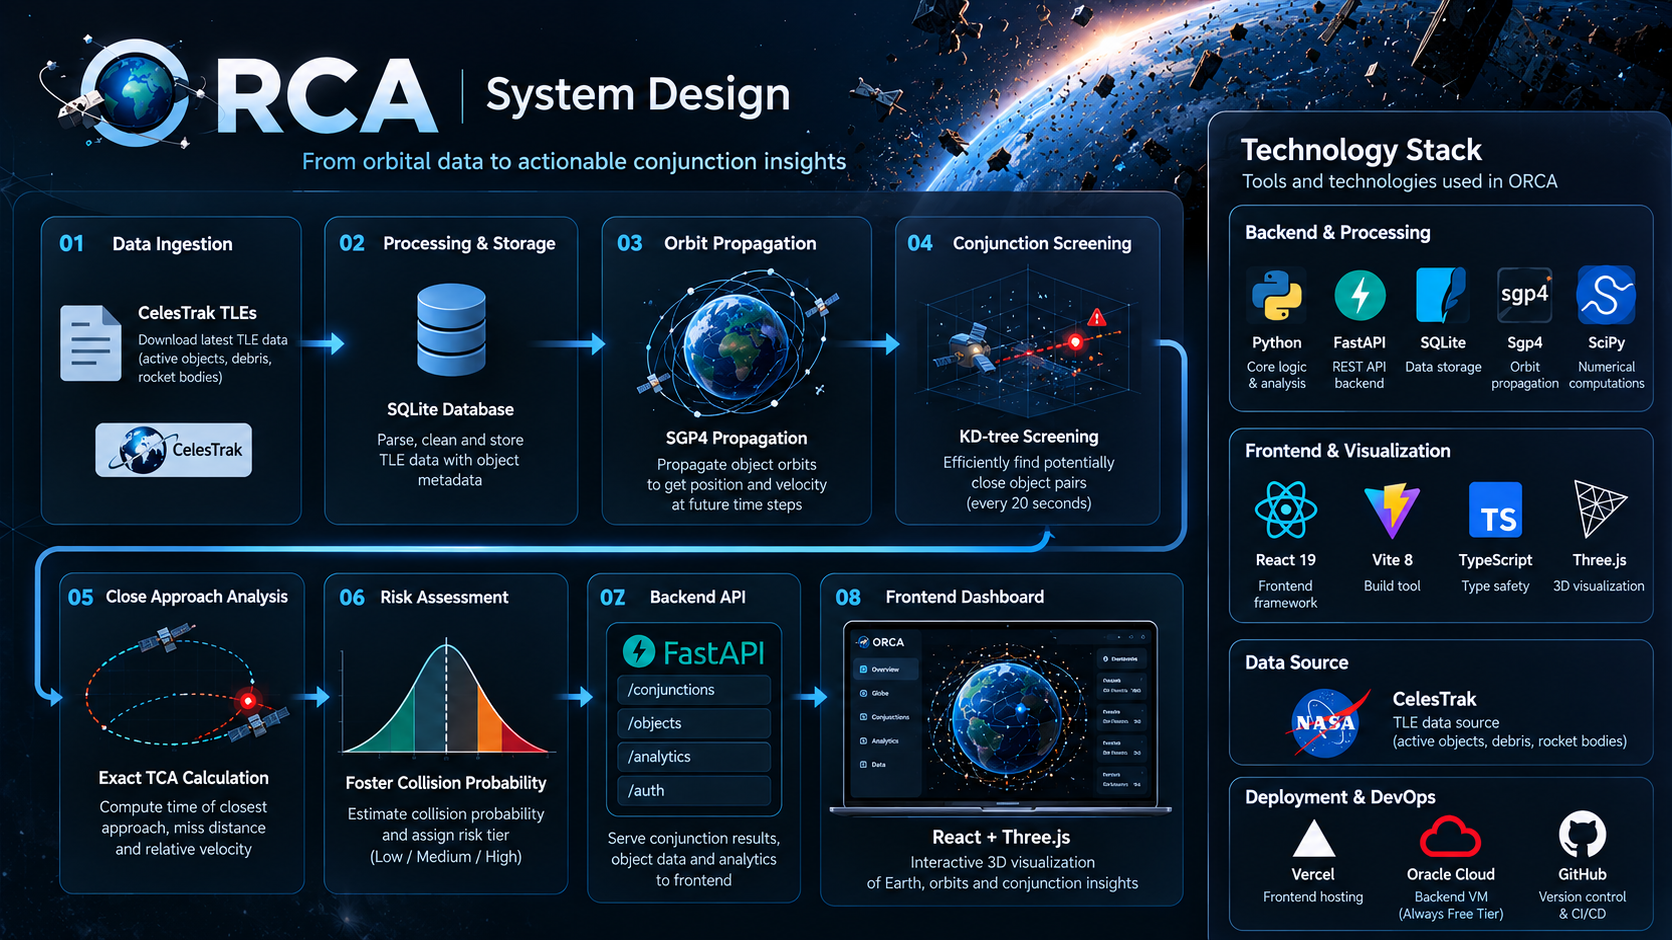 ORCA
System Design
From orbital data to actionable conjunction insights
01 Data Ingestion
CelesTrak TLEs
Download latest TLE data
(active objects, debris,
rocket bodies)
CelesTrak
02 Processing & Storage
SQLite Database
Parse, clean and store
TLE data with object
metadata
03 Orbit Propagation
SGP4 Propagation
Propagate object orbits
to get position and velocity
at future time steps
04 Conjunction Screening
KD-tree Screening
Efficiently find potentially
close object pairs
(every 20 seconds)
05 Close Approach Analysis
Exact TCA Calculation
Compute time of closest
approach, miss distance
and relative velocity
06 Risk Assessment
Foster Collision Probability
Estimate collision probability
and assign risk tier
(Low / Medium / High)
07 Backend API
FastAPI
/conjunctions
/objects
/analytics
/auth
Serve conjunction results,
object data and analytics
to frontend
08 Frontend Dashboard
ORCA
Overview
Globe
Conjunctions
Analytics
Data
React + Three.js
Interactive 3D visualization
of Earth, orbits and conjunction insights
Technology Stack
Tools and technologies used in ORCA
Backend & Processing
sgp4
Python
Core logic
& analysis
FastAPI
REST API
backend
SQLite
Data storage
Sgp4
Orbit
propagation
SciPy
Numerical
computations
Frontend & Visualization
TS
React 19
Frontend
framework
Vite 8
Build tool
TypeScript
Type safety
Three.js
3D visualization
Data Source
NASA
CelesTrak
TLE data source
(active objects, debris, rocket bodies)
Deployment & DevOps
Vercel
Frontend hosting
Oracle Cloud
Backend VM
(Always Free Tier)
GitHub
Version control
& CI/CD